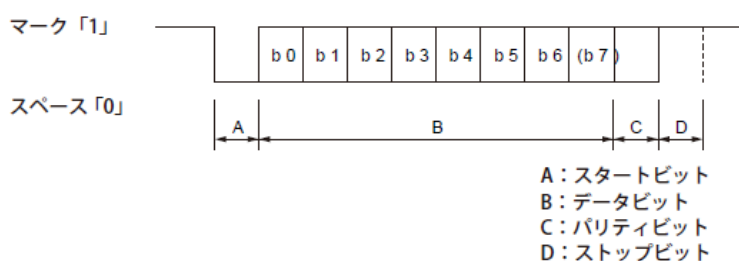 マーク「1」
b0 b1 b2 b3 b4 b5 b6 (b7)
スペース「0」
A B C D
A：スタートビット
B：データビット
C：パリティビット
D：ストップビット